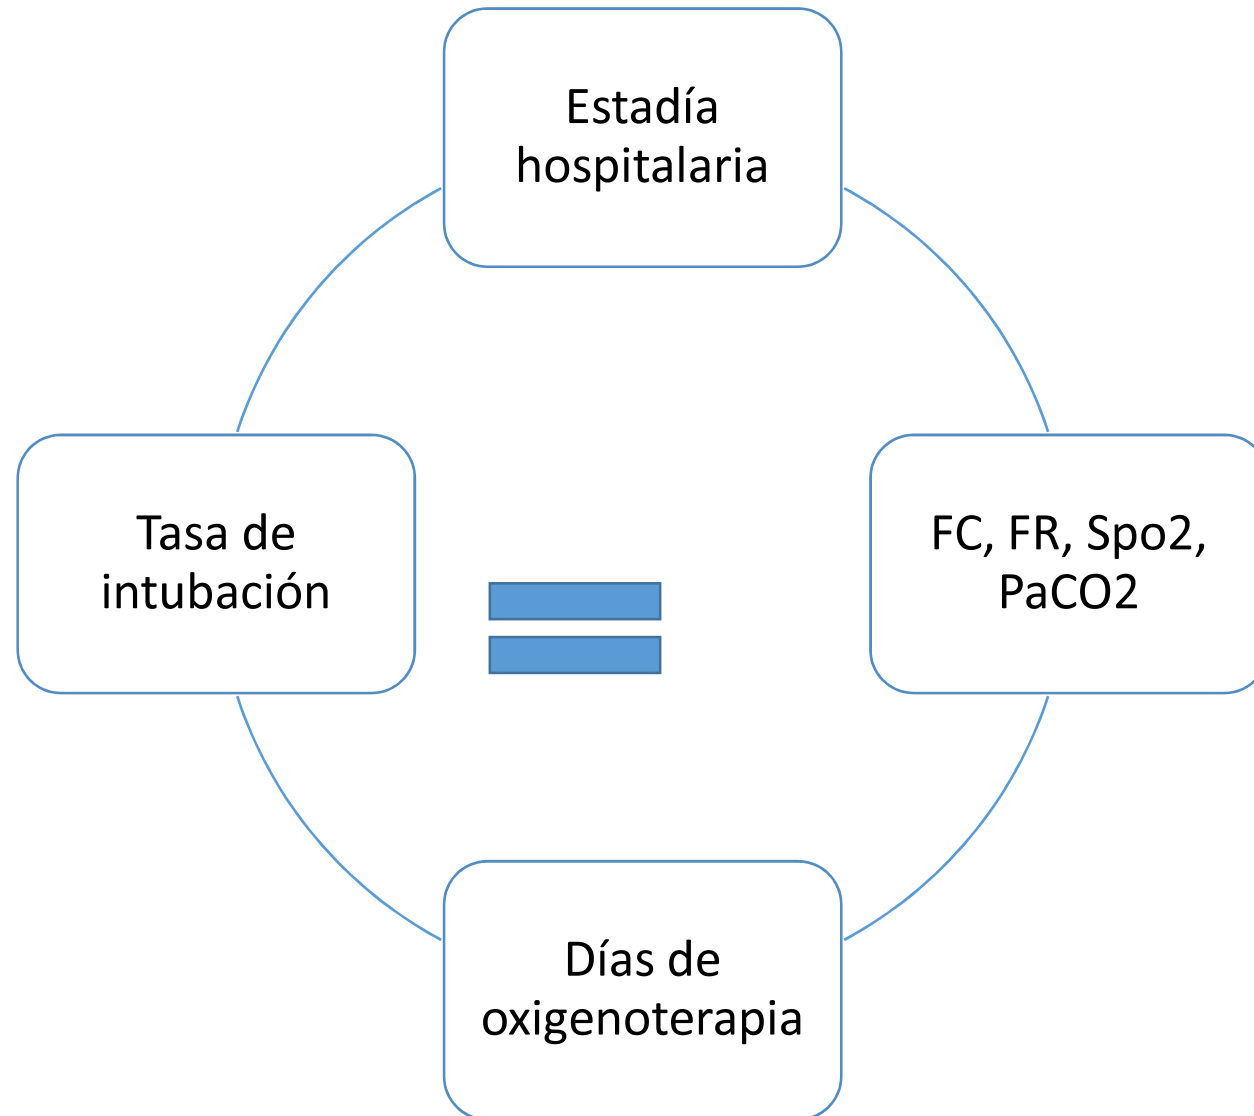 Estadía
hospitalaria
Tasa de
intubación
FC, FR, Spo2,
PaCO2
Días de
oxigenoterapia